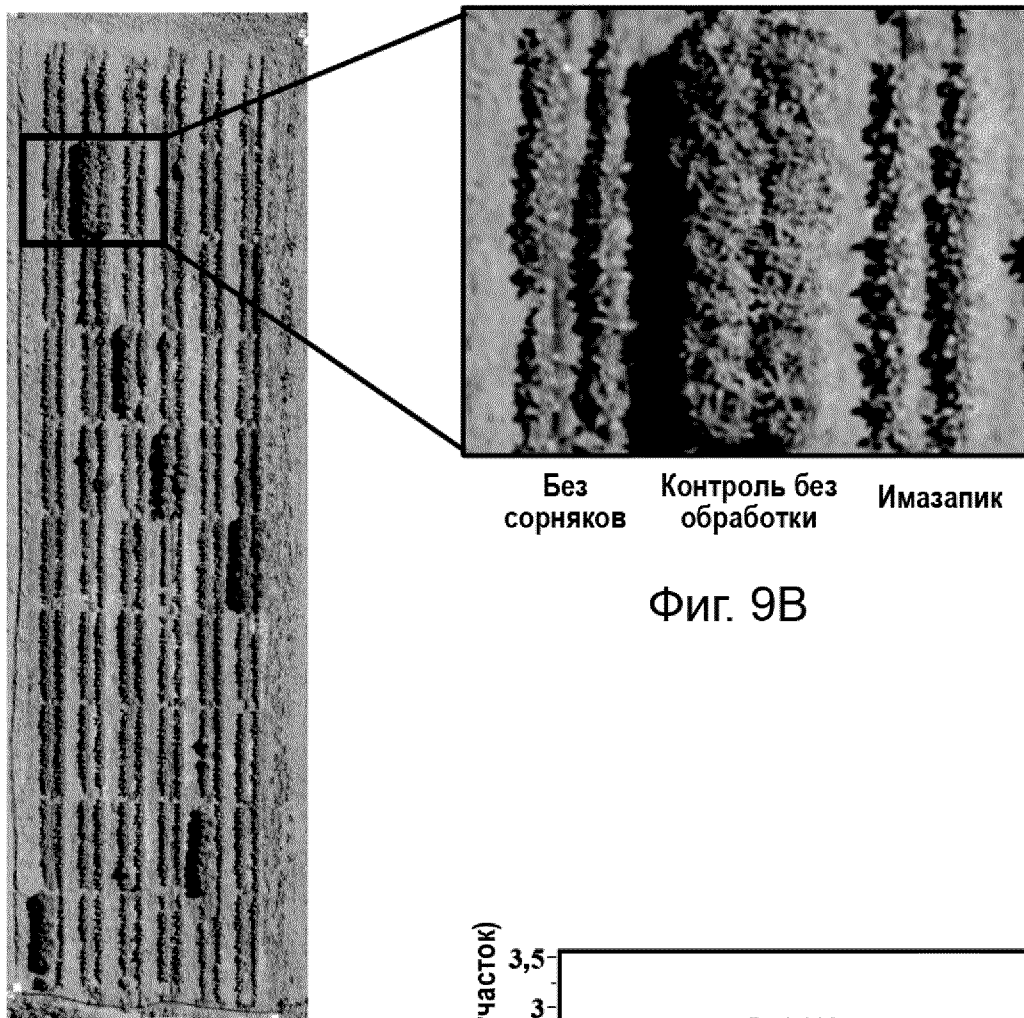 Без
сорняков
Контроль без
обработки
Имазапик
Фиг. 9B
3,5
3